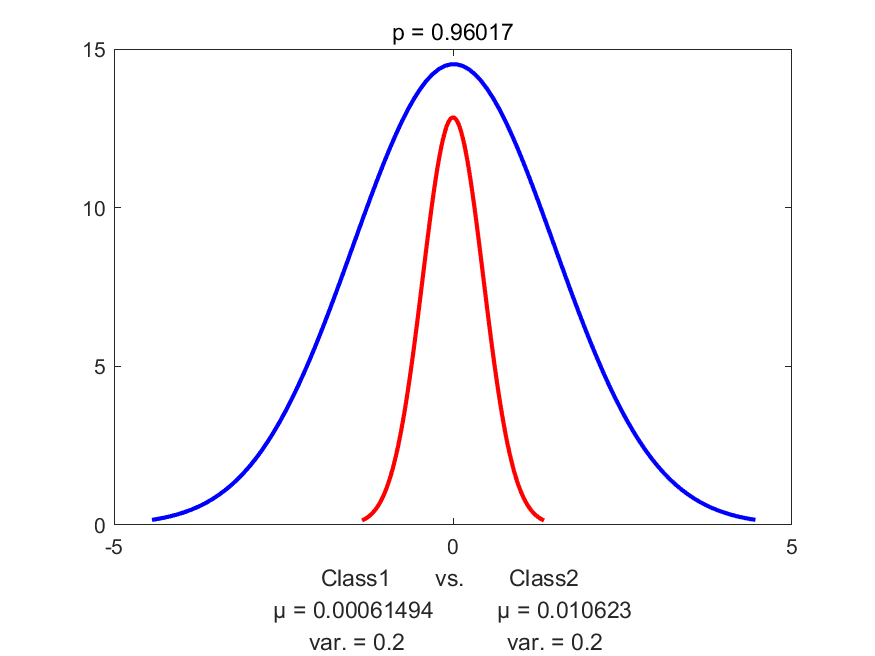 p = 0.96017
15
10
5
0
-5 0 5
Class1 vs. Class2
μ = 0.00061494 μ = 0.010623
var. = 0.2 var. = 0.2